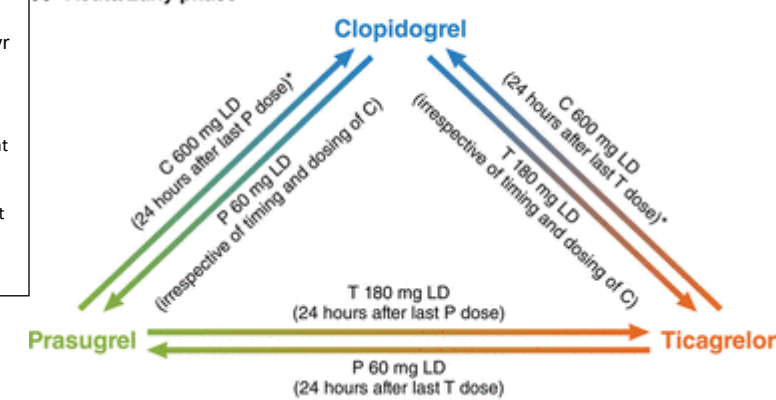 Clopidogrel
C 600 mg LD
(24 hours after last P dose)*
P 60 mg LD
(irrespective of timing and dosing of C)
C 600 mg LD
(24 hours after last T dose)*
T 180 mg LD
(irrespective of timing and dosing of C)
T 180 mg LD
(24 hours after last P dose)
Prasugrel
Ticagrelor
P 60 mg LD
(24 hours after last T dose)